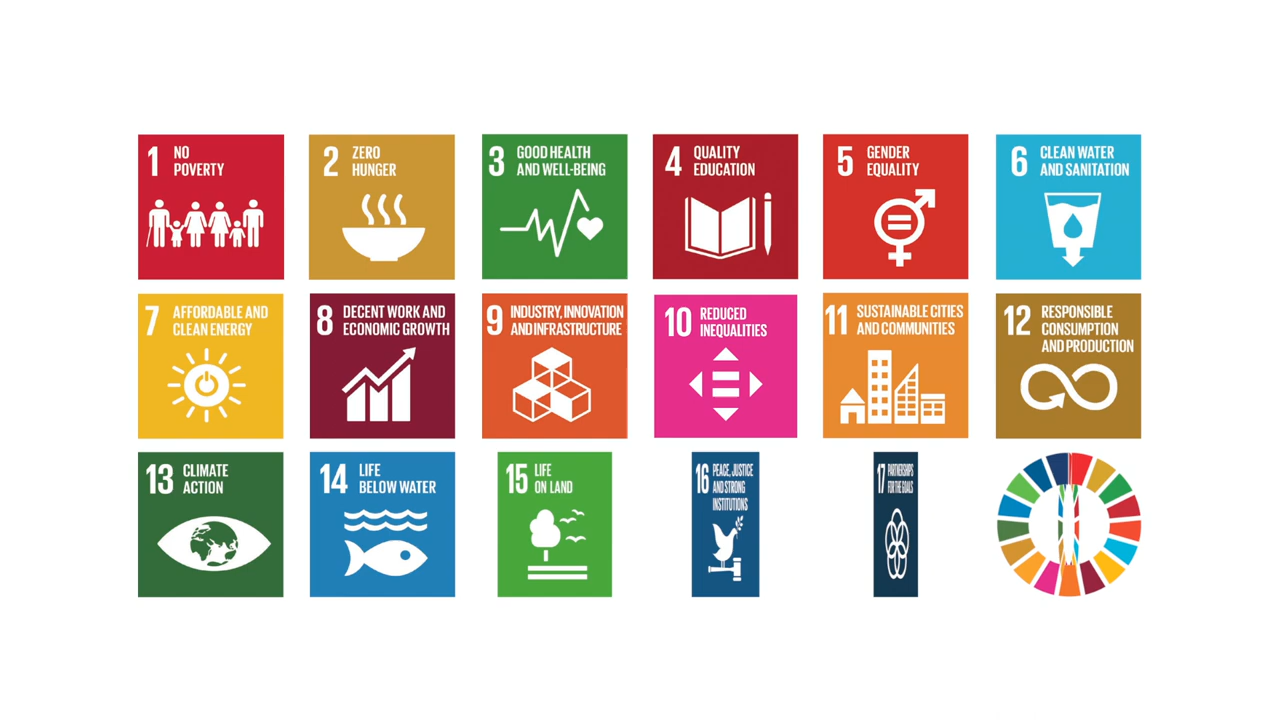 1 NO
POVERTY
2 ZERO
HUNGER
3 GOOD HEALTH
AND WELL-BEING
4 QUALITY
EDUCATION
5 GENDER
EQUALITY
6 CLEAN WATER
AND SANITATION
7 AFFORDABLE AND
CLEAN ENERGY
8 DECENT WORK AND
ECONOMIC GROWTH
9 INDUSTRY, INNOVATION
AND INFRASTRUCTURE
10 REDUCED
INEQUALITIES
11 SUSTAINABLE CITIES
AND COMMUNITIES
12 RESPONSIBLE
CONSUMPTION
AND PRODUCTION
13 CLIMATE
ACTION
14 LIFE
BELOW WATER
15 LIFE
ON LAND
16 PEACE, JUSTICE
AND STRONG
INSTITUTIONS
17 PARTNERSHIPS
FOR THE GOALS